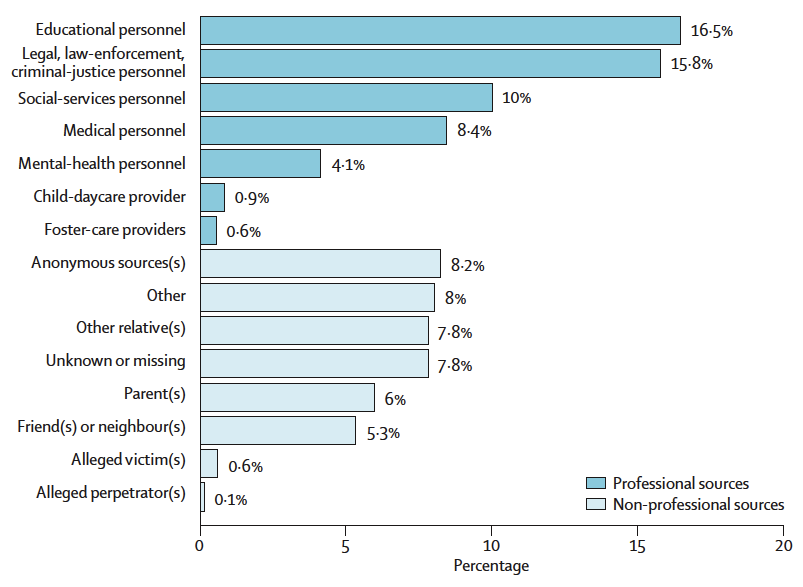 Educational personnel 16·5%
Legal, law-enforcement,
criminal-justice personnel 15·8%
Social-services personnel 10%
Medical personnel 8·4%
Mental-health personnel 4·1%
Child-daycare provider 0·9%
Foster-care providers 0·6%
Anonymous sources(s) 8·2%
Other 8%
Other relative(s) 7·8%
Unknown or missing 7·8%
Parent(s) 6%
Friend(s) or neighbour(s) 5·3%
Alleged victim(s) 0·6%
Alleged perpetrator(s) 0·1%
Professional sources
Non-professional sources
0 5 10 15 20
Percentage